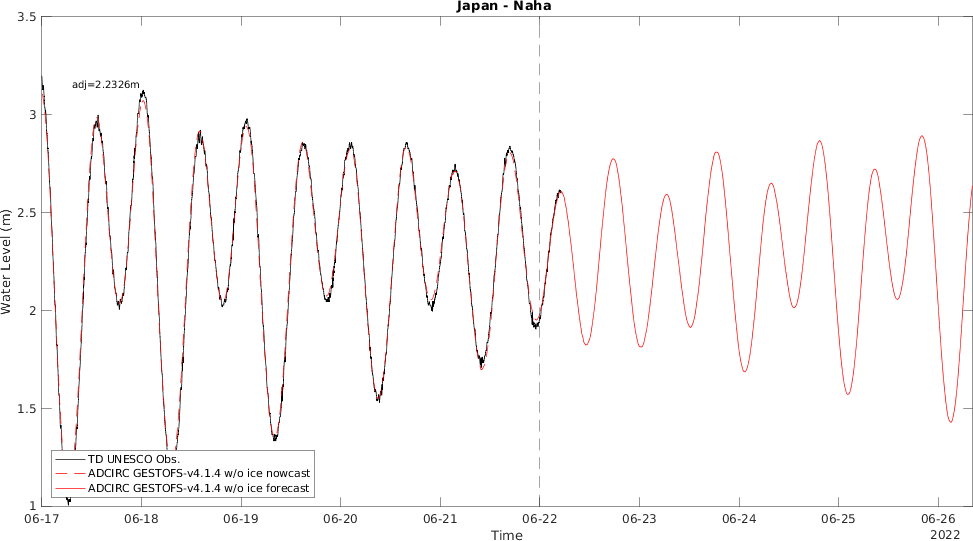 Japan - Naha
3.5
3
2.5
2
1.5
1
Water Level (m)
adj=2.2326m
TD UNESCO Obs.
ADCIRC GESTOFS-v4.1.4 w/o ice nowcast
ADCIRC GESTOFS-v4.1.4 w/o ice forecast
06-17 06-18 06-19 06-20 06-21 06-22 06-23 06-24 06-25 06-26
2022
Time